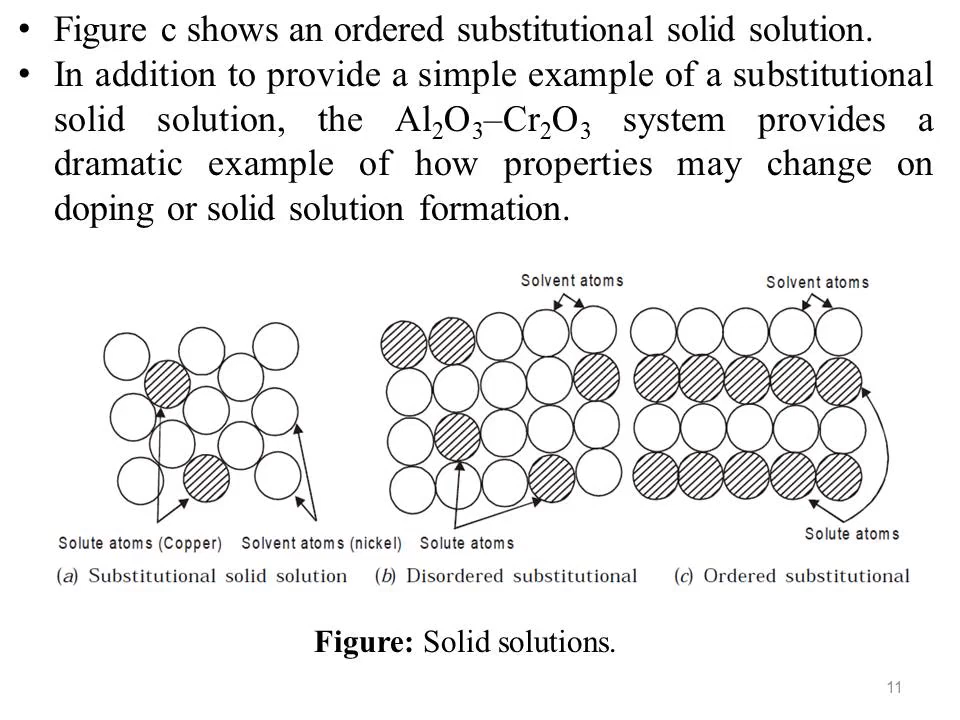 • Figure c shows an ordered substitutional solid solution.
• In addition to provide a simple example of a substitutional
solid solution, the Al₂O₃–Cr₂O₃ system provides a
dramatic example of how properties may change on
doping or solid solution formation.
Solvent atoms
Solvent atoms
Solute atoms
Solute atoms (Copper)
Solvent atoms (nickel)
Solute atoms
(a) Substitutional solid solution
(b) Disordered substitutional
(c) Ordered substitutional
Figure: Solid solutions.
11